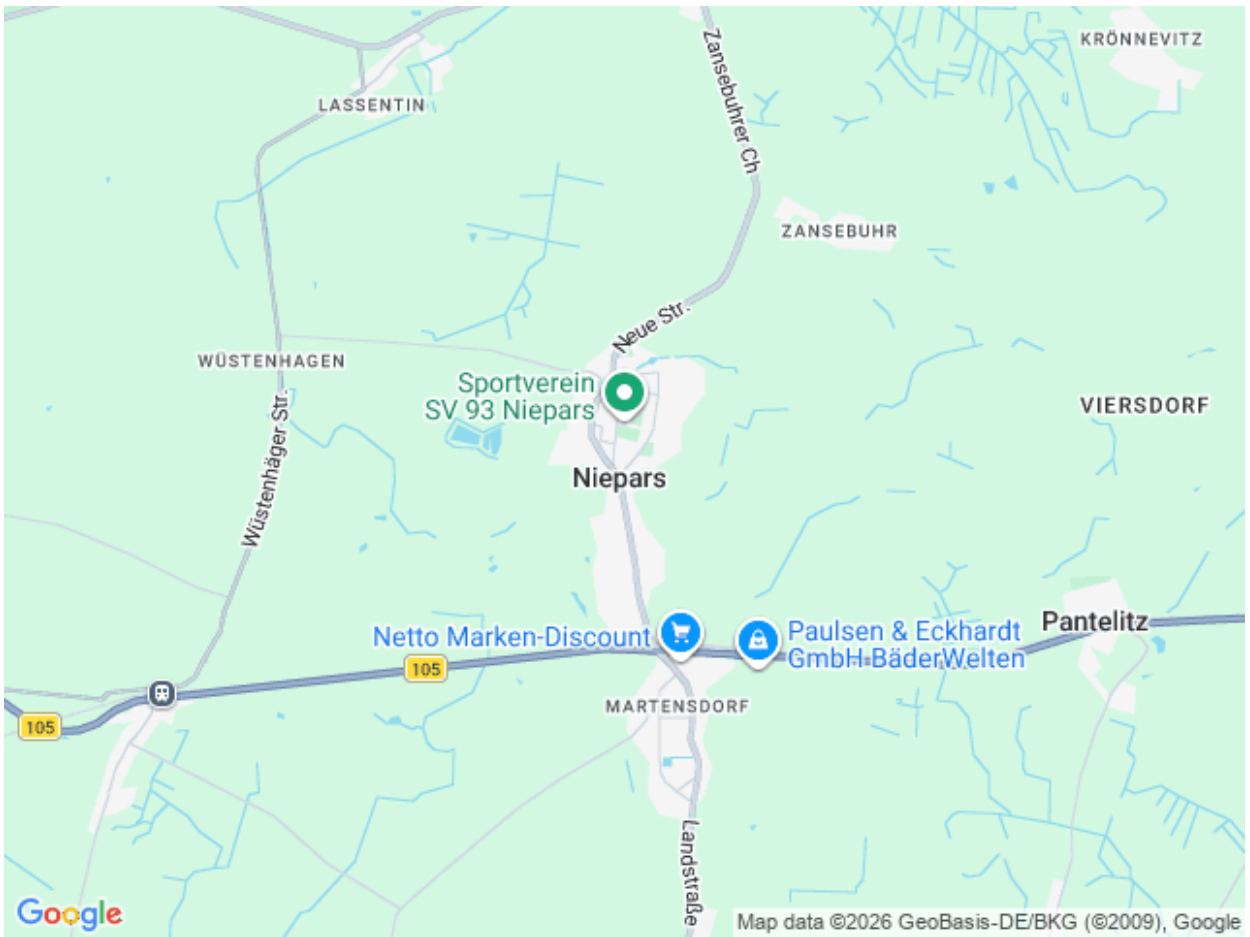 KRÖNNEVITZ
Zansebuhrer Ch
LASSENTIN
ZANSEBUHR
Neue Str.
WÜSTENHAGEN
Sportverein
SV 93 Niepars
VIERSDORF
Wüstenhäger Str.
Niepars
Netto Marken-Discount
Paulsen & Eckhardt
GmbH BäderWelten
Pantelitz
105
105
MARTENSDORF
Landstraße
Google
Map data ©2026 GeoBasis-DE/BKG (©2009), Google